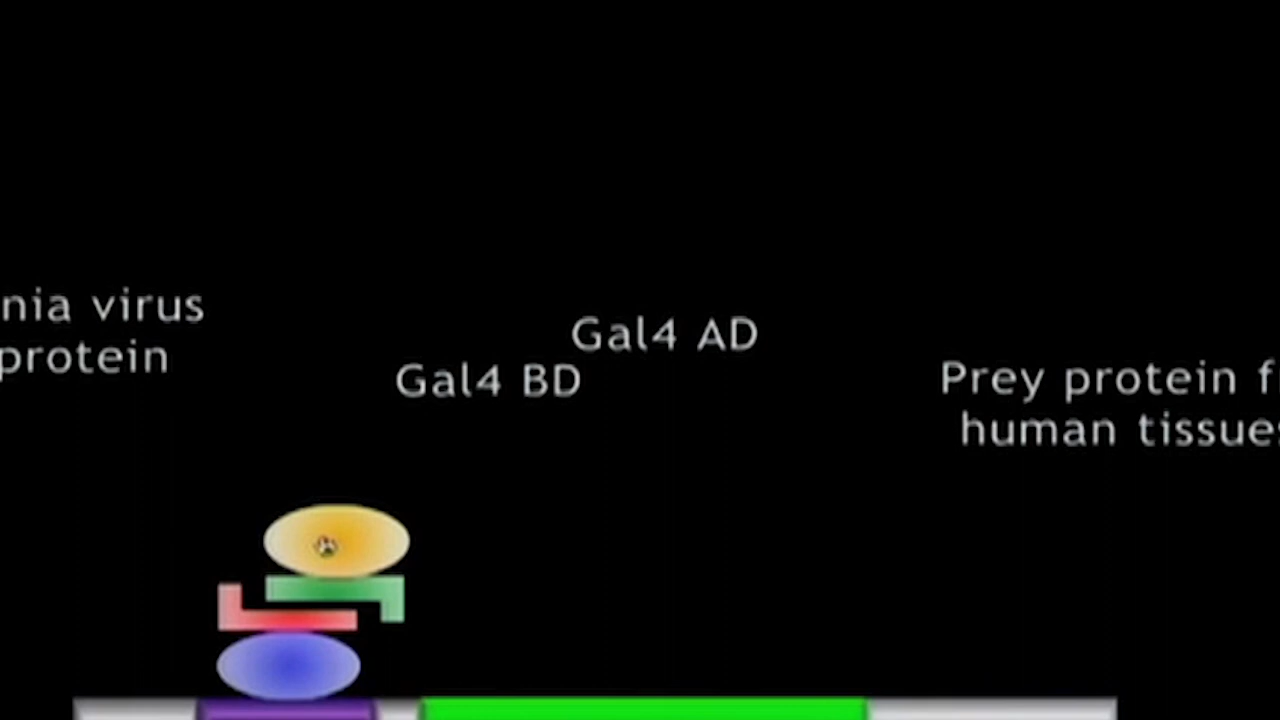 nia virus
protein
Gal4 AD
Gal4 BD
Prey protein f
human tissue